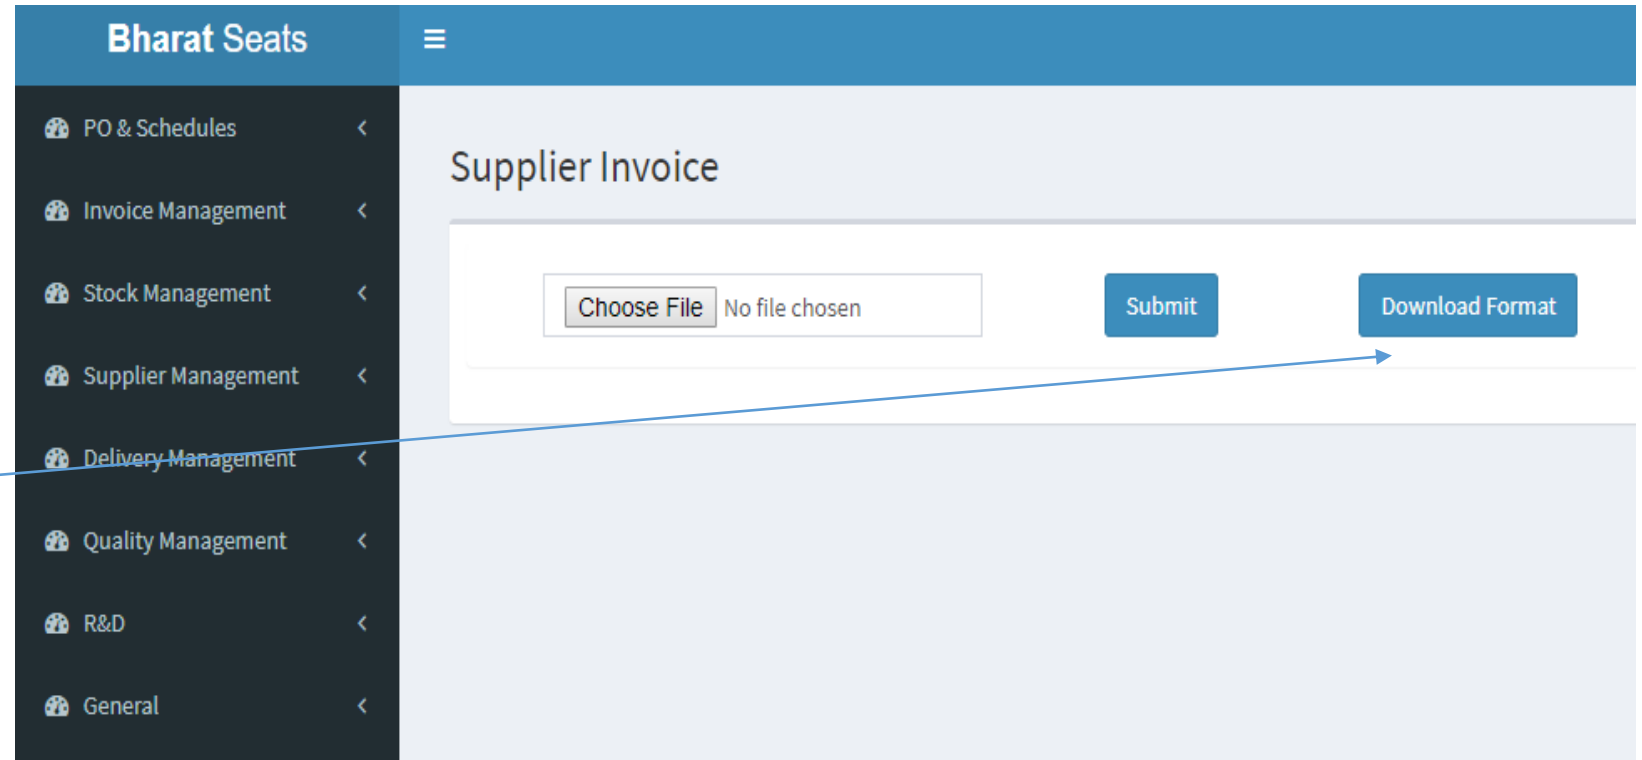 Bharat Seats
PO & Schedules
Invoice Management
Stock Management
Supplier Management
Delivery Management
Quality Management
R&D
General
Supplier Invoice
Choose File No file chosen
Submit
Download Format